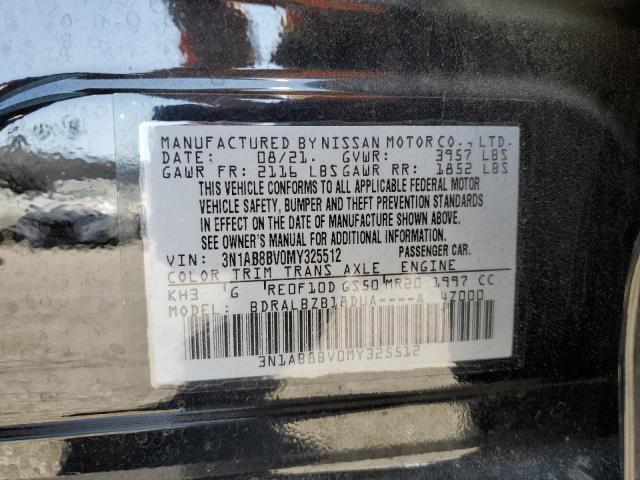 MANUFACTURED BY NISSAN MOTOR CO., LTD.
DATE: 08/21. GVWR: 3957 LBS
GAWR FR: 2116 LBS GAWR RR: 1852 LBS
THIS VEHICLE CONFORMS TO ALL APPLICABLE FEDERAL MOTOR
VEHICLE SAFETY, BUMPER AND THEFT PREVENTION STANDARDS
IN EFFECT ON THE DATE OF MANUFACTURE SHOWN ABOVE.
SEE OWNER'S MANUAL FOR ADDITIONAL INFORMATION.
VIN: 3N1AB8BV0MY325512 PASSENGER CAR.
COLOR TRIM TRANS AXLE ENGINE
KH3 G RE0F10D GS50 MR20 1997 CC
MODEL: BDRALBZB18DUA----A 4Z000
3N1AB8BV0MY325512